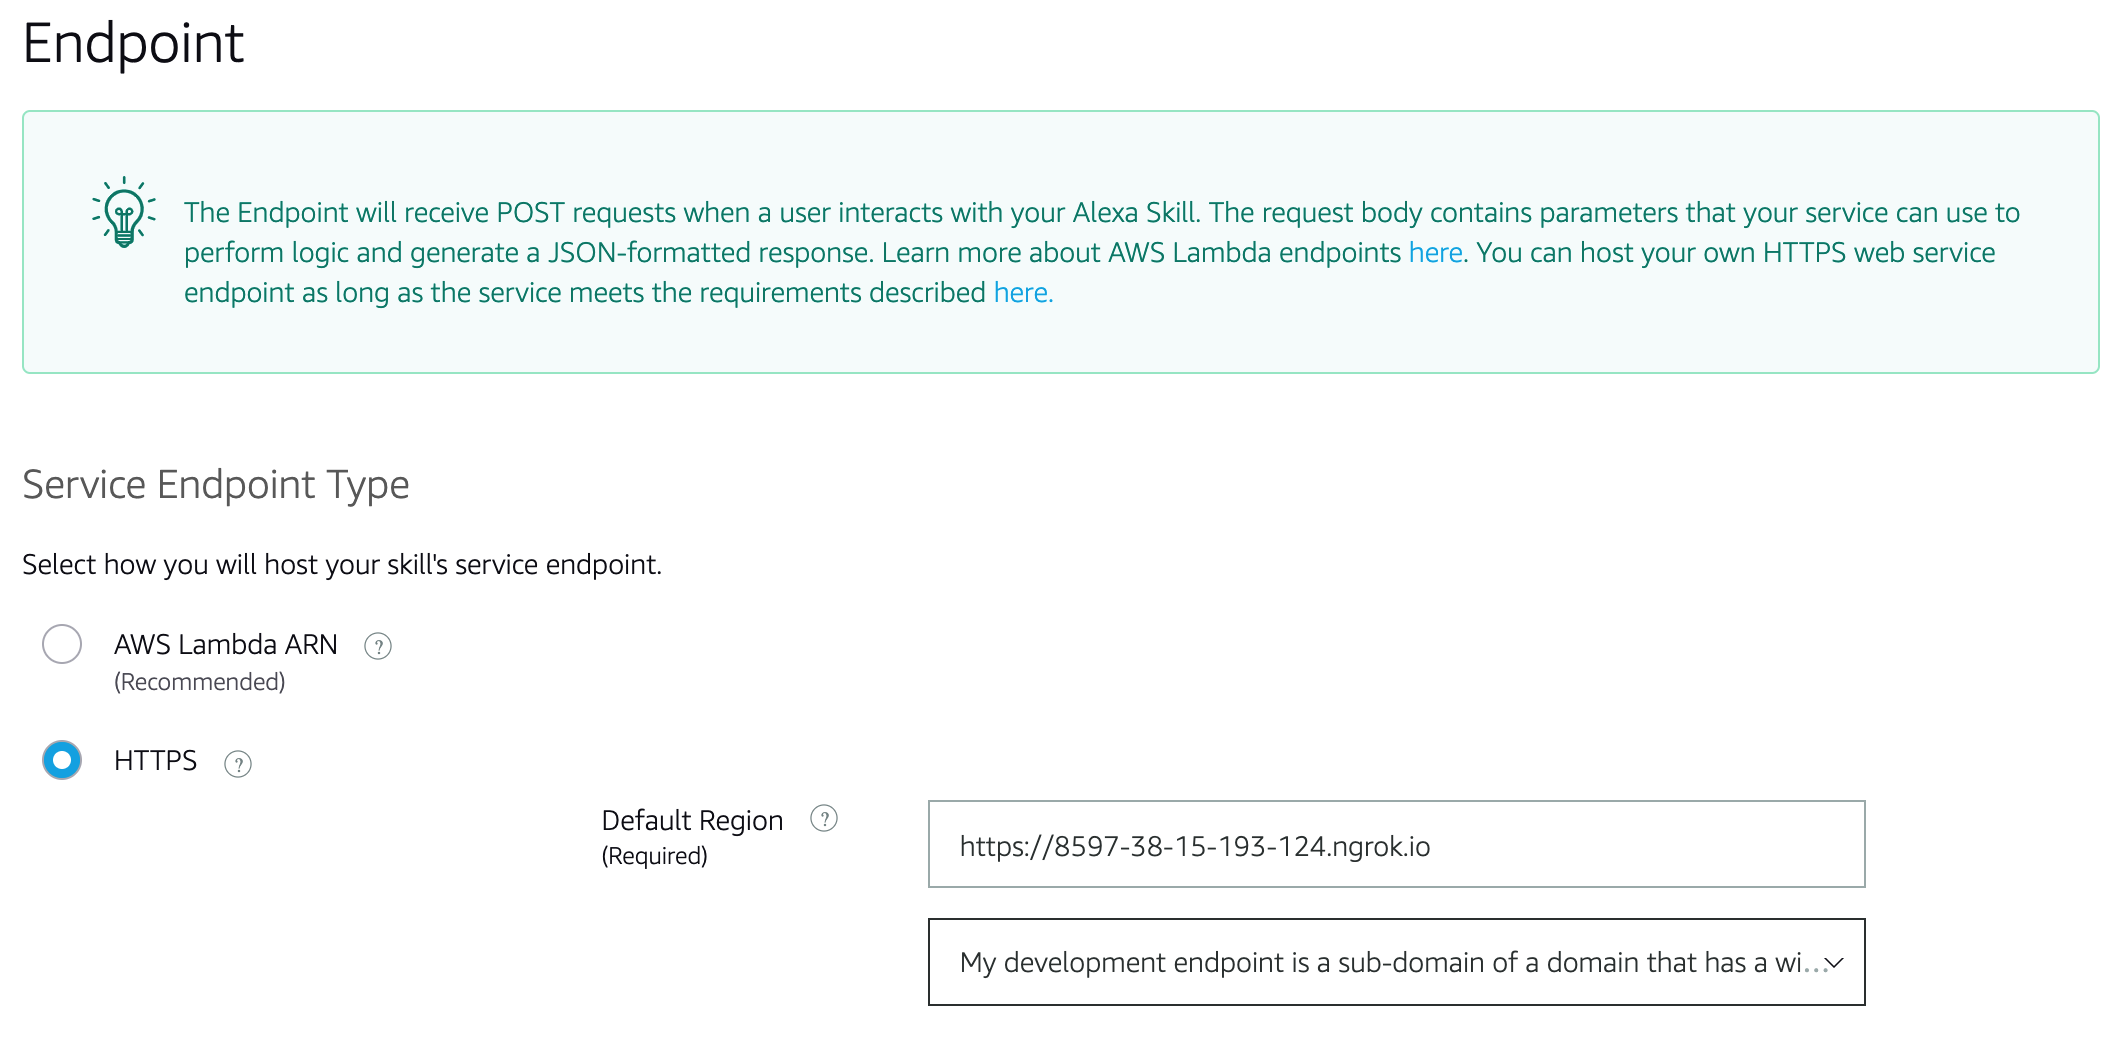 Endpoint
The Endpoint will receive POST requests when a user interacts with your Alexa Skill. The request body contains parameters that your service can use to
perform logic and generate a JSON-formatted response. Learn more about AWS Lambda endpoints here. You can host your own HTTPS web service
endpoint as long as the service meets the requirements described here.
Service Endpoint Type
Select how you will host your skill's service endpoint.
AWS Lambda ARN ?
(Recommended)
HTTPS ?
Default Region ?
(Required)
https://8597-38-15-193-124.ngrok.io
My development endpoint is a sub-domain of a domain that has a wi...